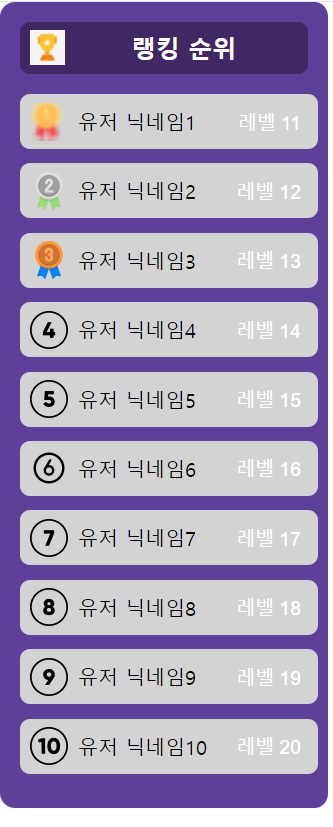 랭킹 순위
1 유저 닉네임1 레벨 11
2 유저 닉네임2 레벨 12
3 유저 닉네임3 레벨 13
4 유저 닉네임4 레벨 14
5 유저 닉네임5 레벨 15
6 유저 닉네임6 레벨 16
7 유저 닉네임7 레벨 17
8 유저 닉네임8 레벨 18
9 유저 닉네임9 레벨 19
10 유저 닉네임10 레벨 20